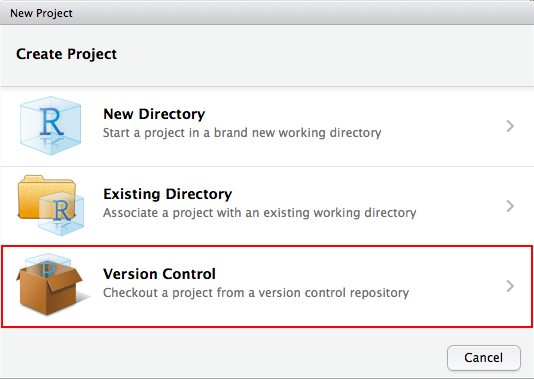 New Project
Create Project
R
New Directory
Start a project in a brand new working directory
R
Existing Directory
Associate a project with an existing working directory
R
Version Control
Checkout a project from a version control repository
Cancel